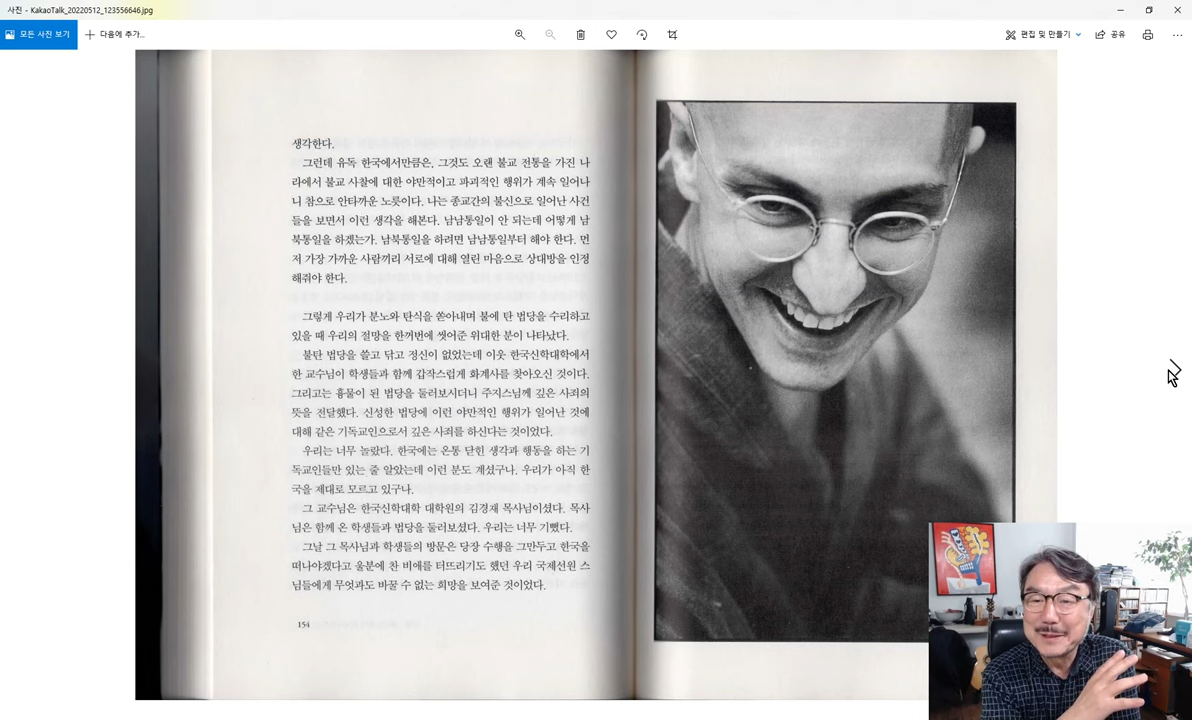 사진 - KakaoTalk_20220512_123556646.jpg
모든 사진 보기
다음에 추가...
편집 및 만들기
공유
생각한다.
그런데 유독 한국에서만큼은, 그것도 오랜 불교 전통을 가진 나
라에서 불교 사찰에 대한 야만적이고 파괴적인 행위가 계속 일어나
니 참으로 안타까운 노릇이다. 나는 종교간의 불신으로 일어난 사건
들을 보면서 이런 생각을 해본다. 남남통일이 안 되는데 어떻게 남
북통일을 하겠는가. 남북통일을 하려면 남남통일부터 해야 한다. 먼
저 가장 가까운 사람끼리 서로에 대해 열린 마음으로 상대방을 인정
해줘야 한다.
그렇게 우리가 분노와 탄식을 쏟아내며 불에 탄 법당을 수리하고
있을 때 우리의 절망을 한꺼번에 씻어준 위대한 분이 나타났다.
불탄 법당을 쓸고 닦고 정신이 없었는데 이웃 한국신학대학에서
한 교수님이 학생들과 함께 갑작스럽게 화계사를 찾아오신 것이다.
그리고는 흉물이 된 법당을 둘러보시더니 주지스님께 깊은 사죄의
뜻을 전달했다. 신성한 법당에 이런 야만적인 행위가 일어난 것에
대해 같은 기독교인으로서 깊은 사죄를 하신다는 것이었다.
우리는 너무 놀랐다. 한국에는 온통 닫힌 생각과 행동을 하는 기
독교인들만 있는 줄 알았는데 이런 분도 계셨구나. 우리가 아직 한
국을 제대로 모르고 있구나.
그 교수님은 한국신학대학 대학원의 김경재 목사님이셨다. 목사
님은 함께 온 학생들과 법당을 둘러보셨다. 우리는 너무 기뻤다.
그날 그 목사님과 학생들의 방문은 당장 수행을 그만두고 한국을
떠나야겠다고 울분에 찬 비애를 터뜨리기도 했던 우리 국제선원 스
님들에게 무엇과도 바꿀 수 없는 희망을 보여준 것이었다.
154